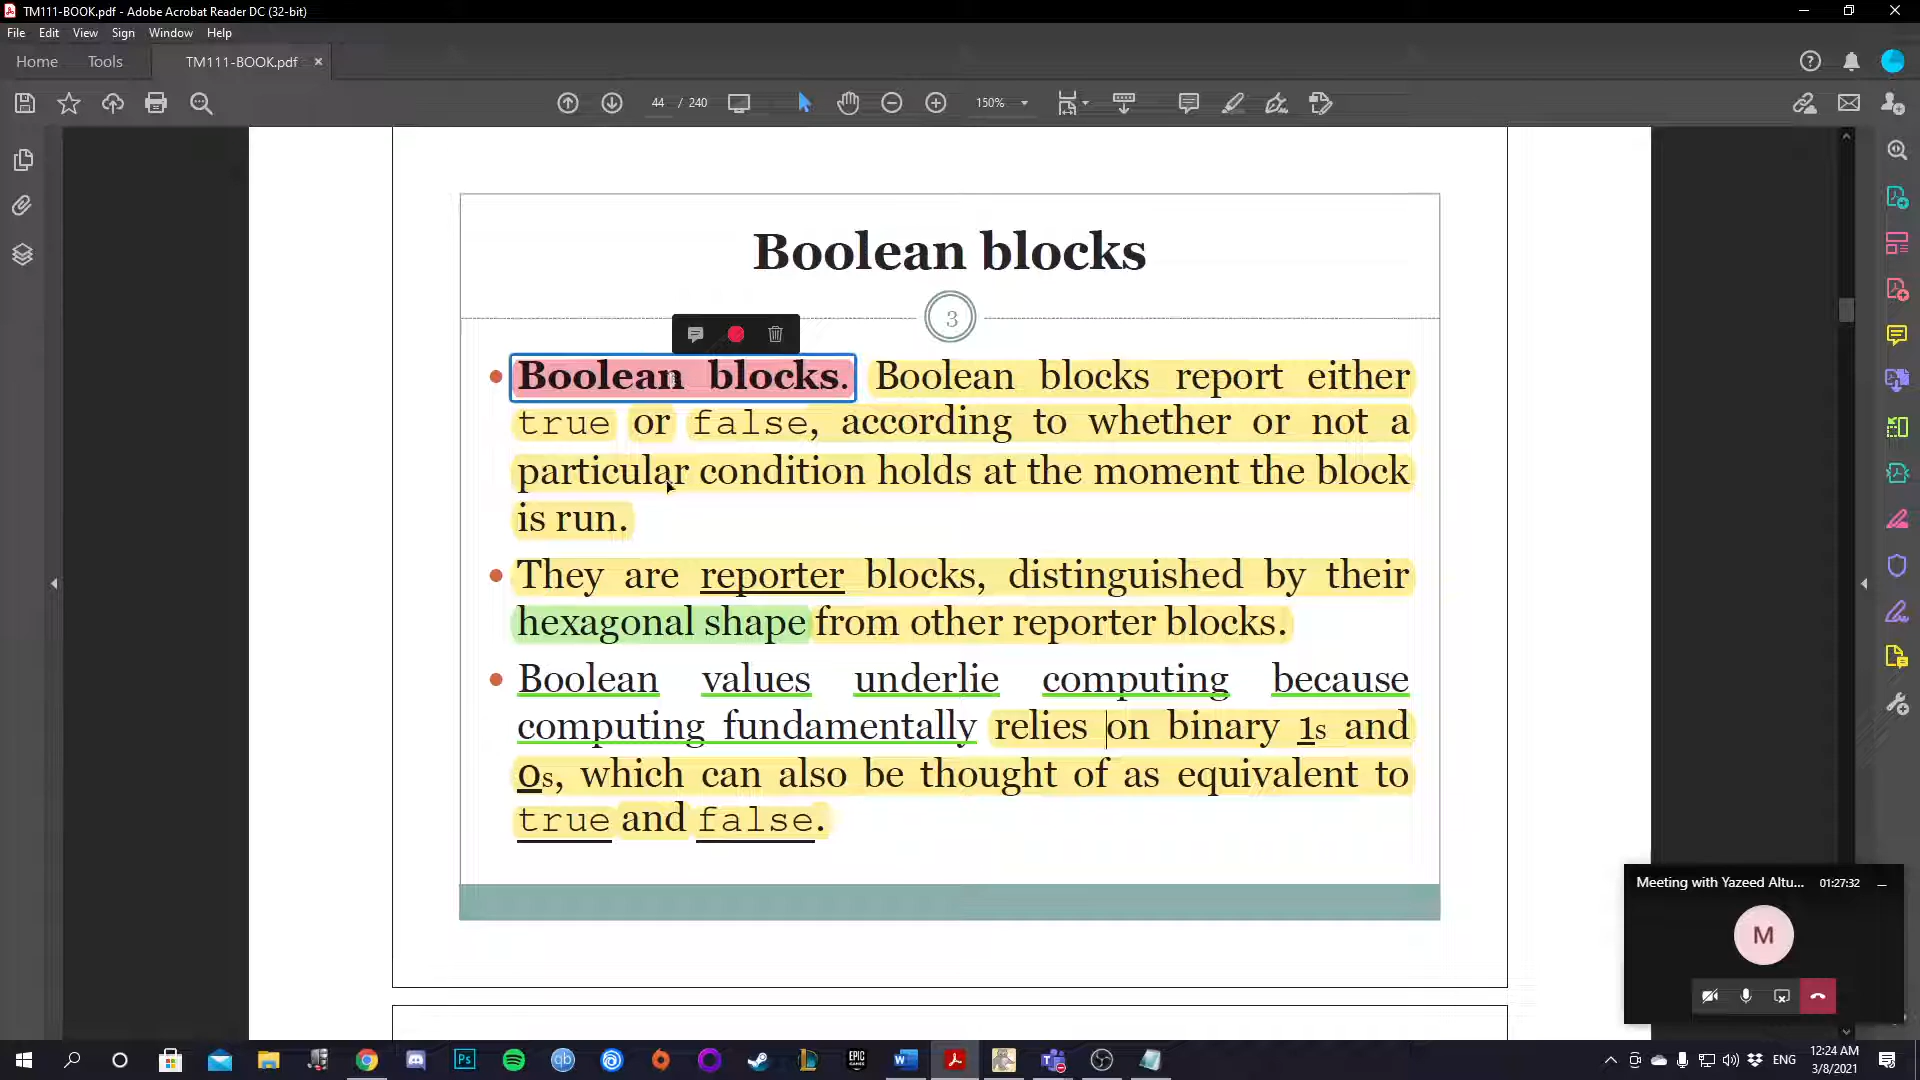 TM111-BOOK.pdf - Adobe Acrobat Reader DC (32-bit)
File Edit View Sign Window Help
Home Tools TM111-BOOK.pdf
44 / 240 150%
Boolean blocks
3
Boolean blocks. Boolean blocks report either
true or false, according to whether or not a
particular condition holds at the moment the block
is run.
They are reporter blocks, distinguished by their
hexagonal shape from other reporter blocks.
Boolean values underlie computing because
computing fundamentally relies on binary 1s and
0s, which can also be thought of as equivalent to
true and false.
Meeting with Yazeed Altu... 01:27:32
M
Ps qb EPIC GAMES
ENG
12:24 AM
3/8/2021